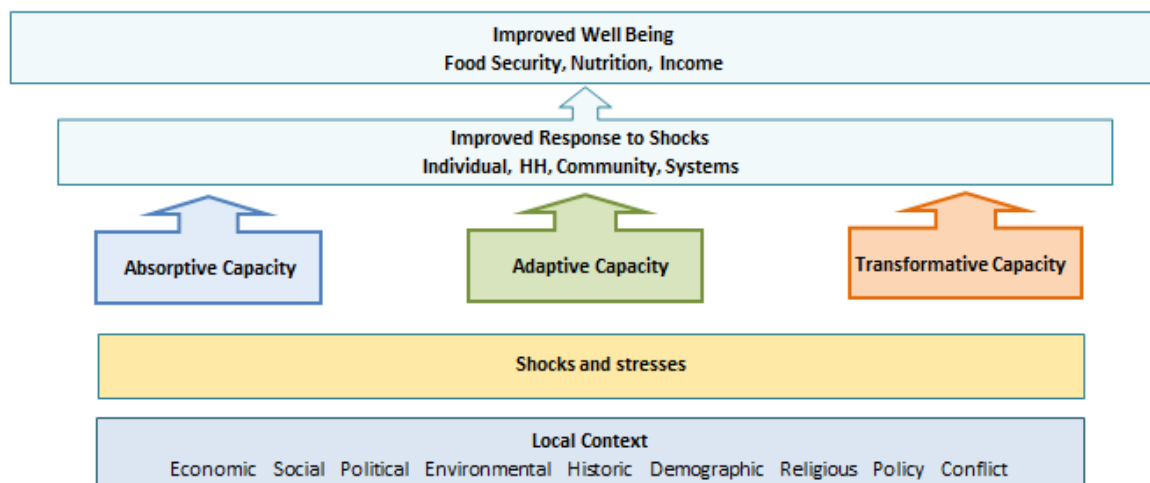 Improved Well Being
Food Security, Nutrition, Income
Improved Response to Shocks
Individual, HH, Community, Systems
Absorptive Capacity
Adaptive Capacity
Transformative Capacity
Shocks and stresses
Local Context
Economic Social Political Environmental Historic Demographic Religious Policy Conflict